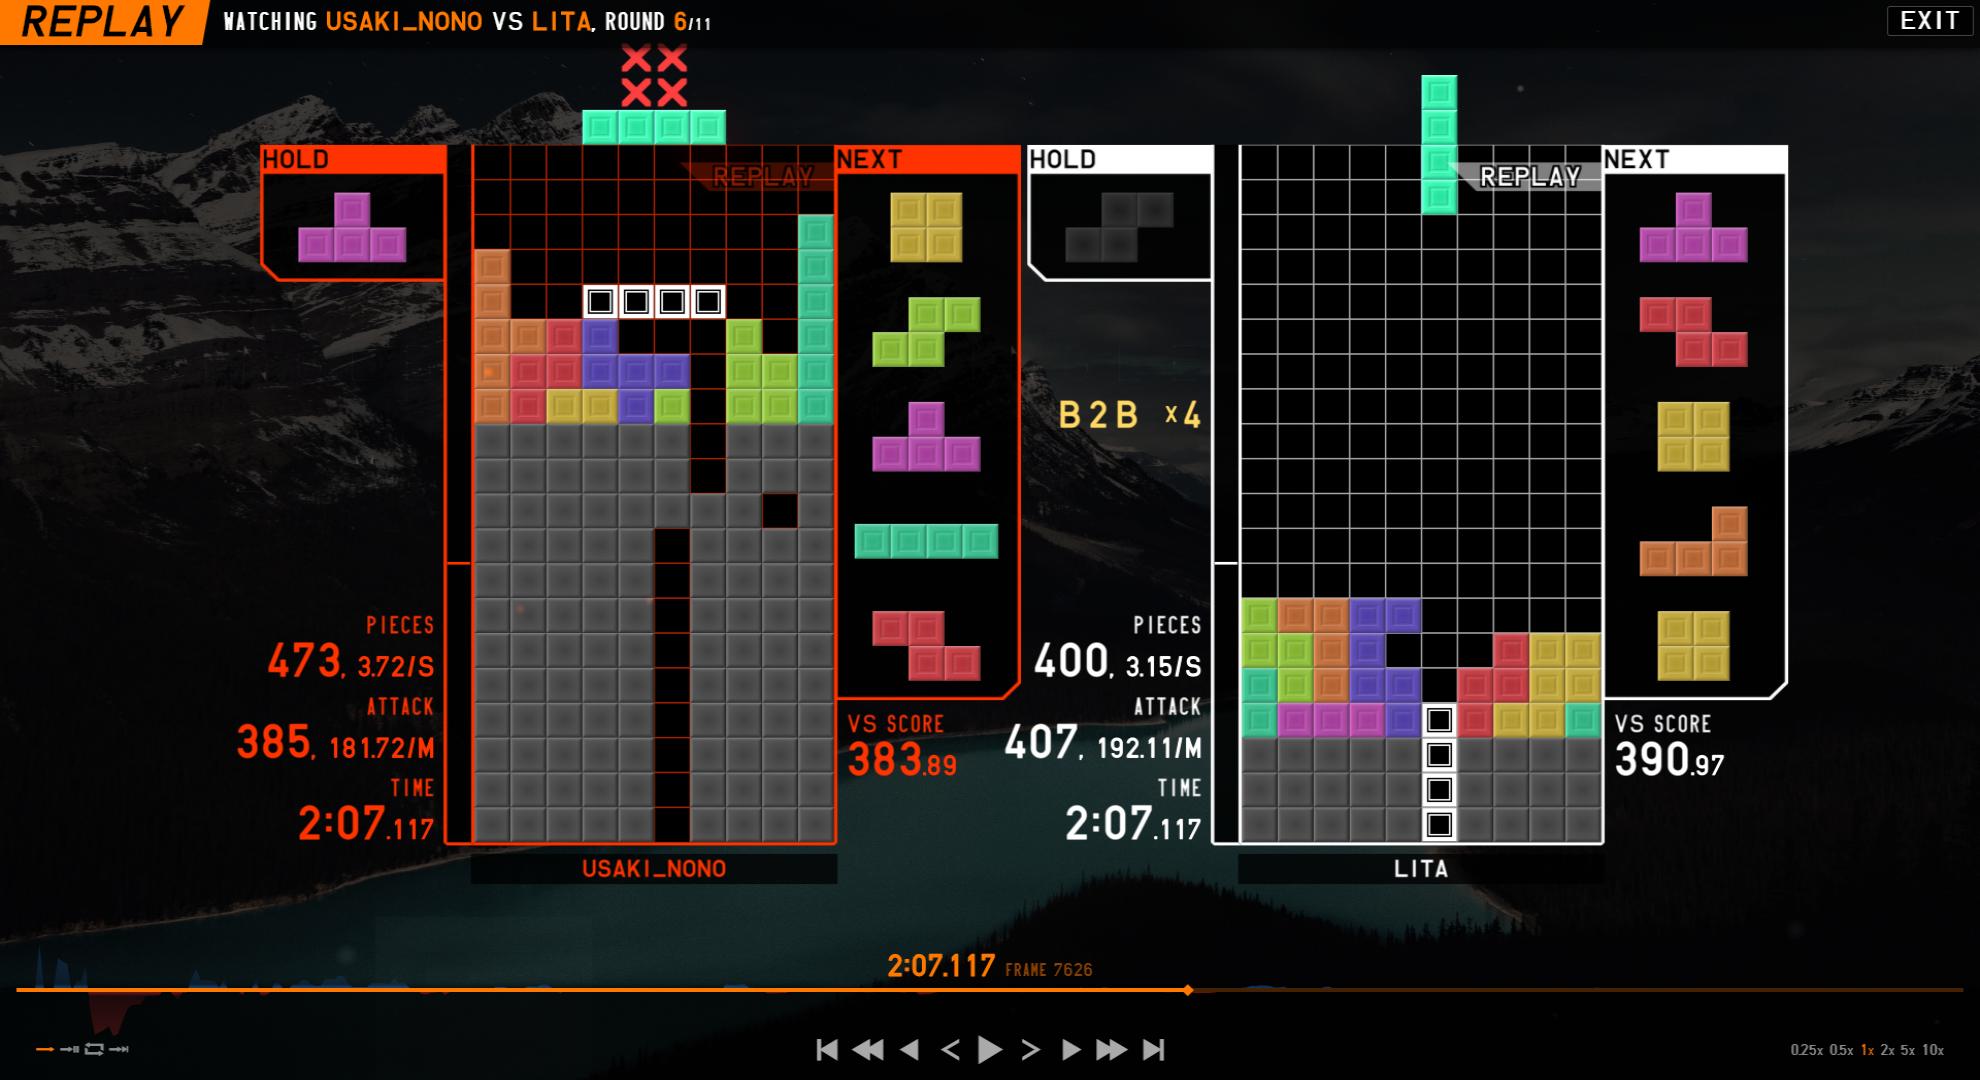 REPLAY
WATCHING USAKI_NONO VS LITA, ROUND 6/11
EXIT
HOLD
REPLAY
NEXT
PIECES
473, 3.72/S
ATTACK
385, 181.72/M
TIME
2:07.117
VS SCORE
383.89
USAKI_NONO
HOLD
REPLAY
NEXT
B2B x4
PIECES
400, 3.15/S
ATTACK
407, 192.11/M
TIME
2:07.117
VS SCORE
390.97
LITA
2:07.117 FRAME 7626
0.25x 0.5x 1x 2x 5x 10x